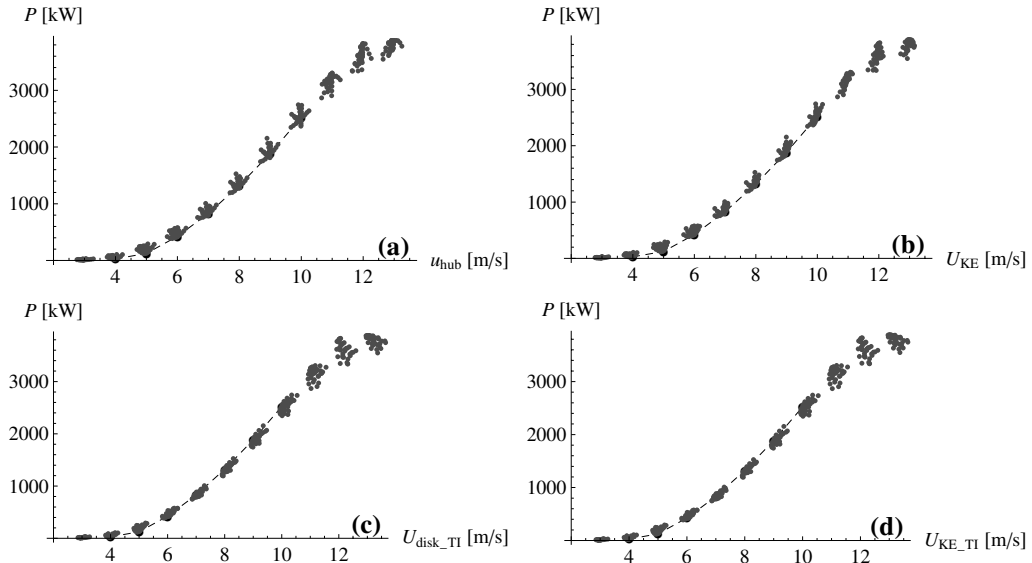 P [kW]
3000
2000
1000
4 6 8 10 12
(a)
u_hub [m/s]
P [kW]
3000
2000
1000
4 6 8 10 12
(b)
U_KE [m/s]
P [kW]
3000
2000
1000
4 6 8 10 12
(c)
U_disk_TI [m/s]
P [kW]
3000
2000
1000
4 6 8 10 12
(d)
U_KE_TI [m/s]